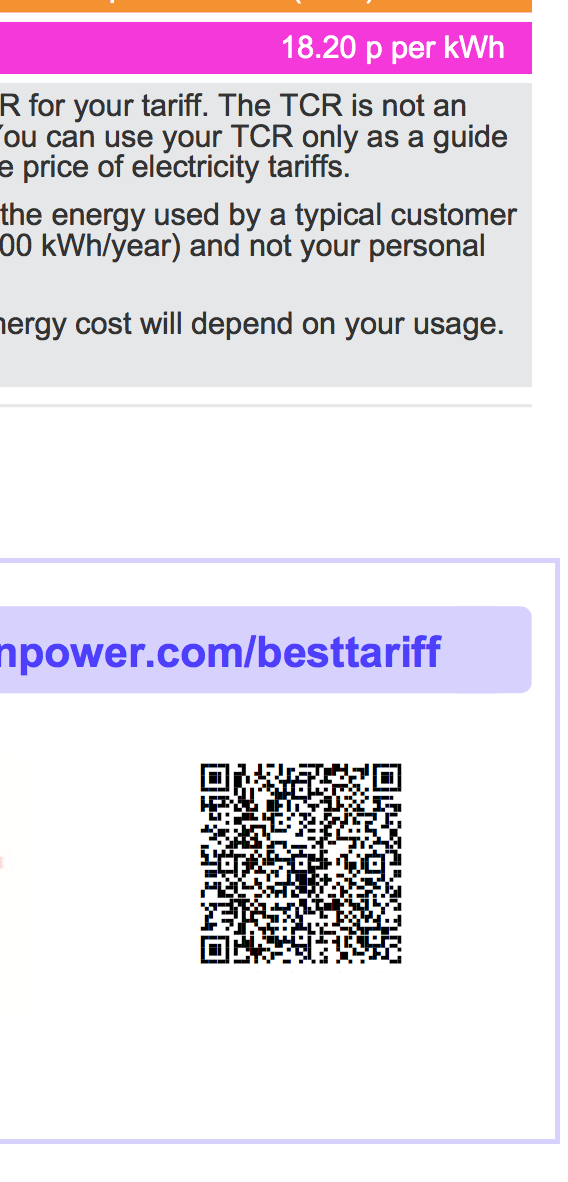 18.20 p per kWh
R for your tariff. The TCR is not an
You can use your TCR only as a guide
e price of electricity tariffs.
the energy used by a typical customer
00 kWh/year) and not your personal
nergy cost will depend on your usage.
npower.com/besttariff